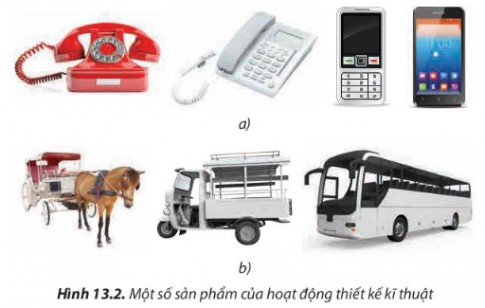 a)
b)
Hình 13.2. Một số sản phẩm của hoạt động thiết kế kĩ thuật